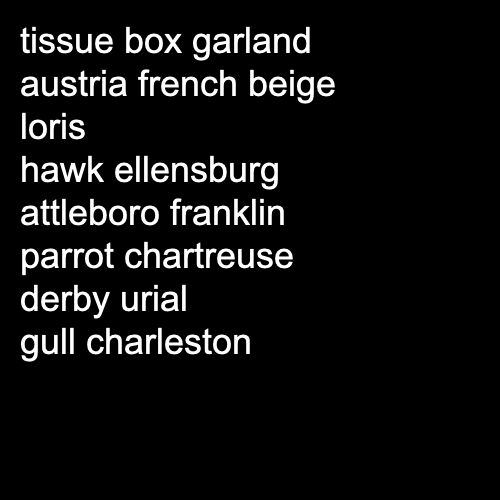 tissue box garland
austria french beige
loris
hawk ellensburg
attleboro franklin
parrot chartreuse
derby urial
gull charleston